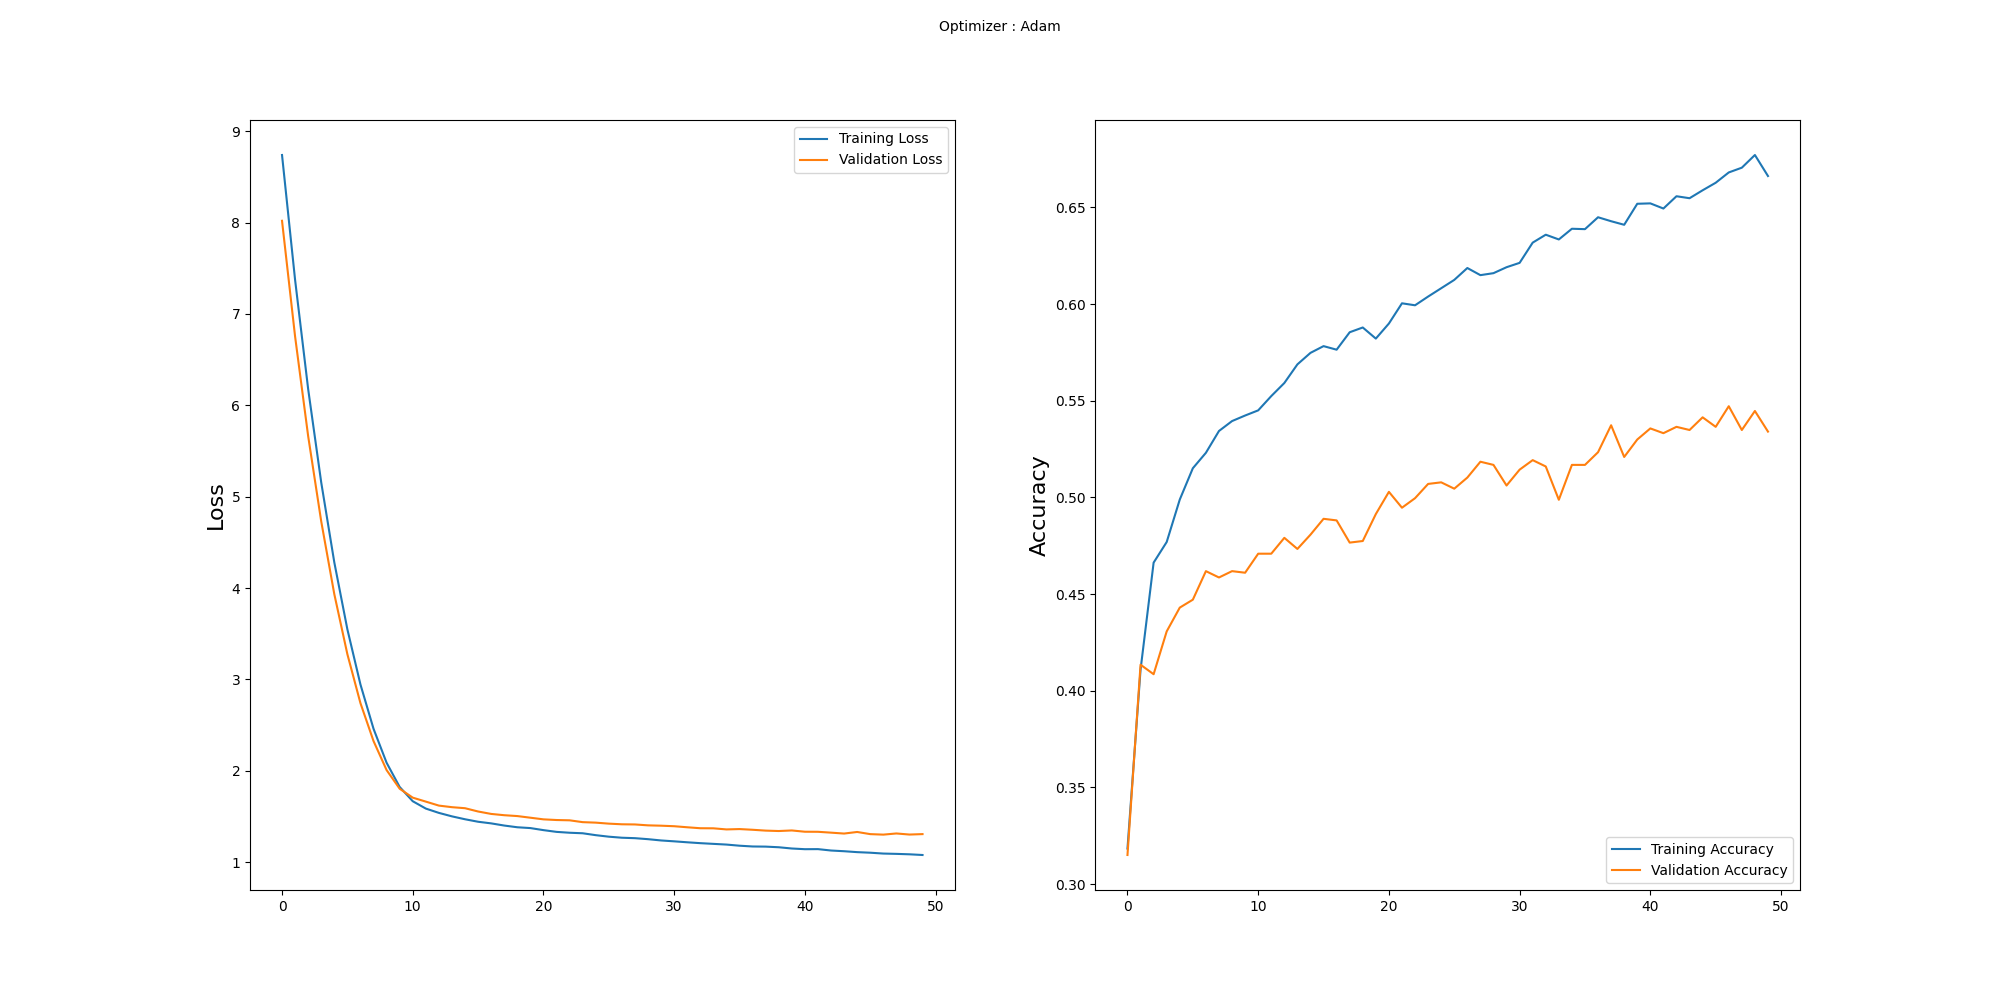 Optimizer : Adam
Loss
9
8
7
6
5
4
3
2
1
0 10 20 30 40 50
Training Loss
Validation Loss
Accuracy
0.65
0.60
0.55
0.50
0.45
0.40
0.35
0.30
0 10 20 30 40 50
Training Accuracy
Validation Accuracy